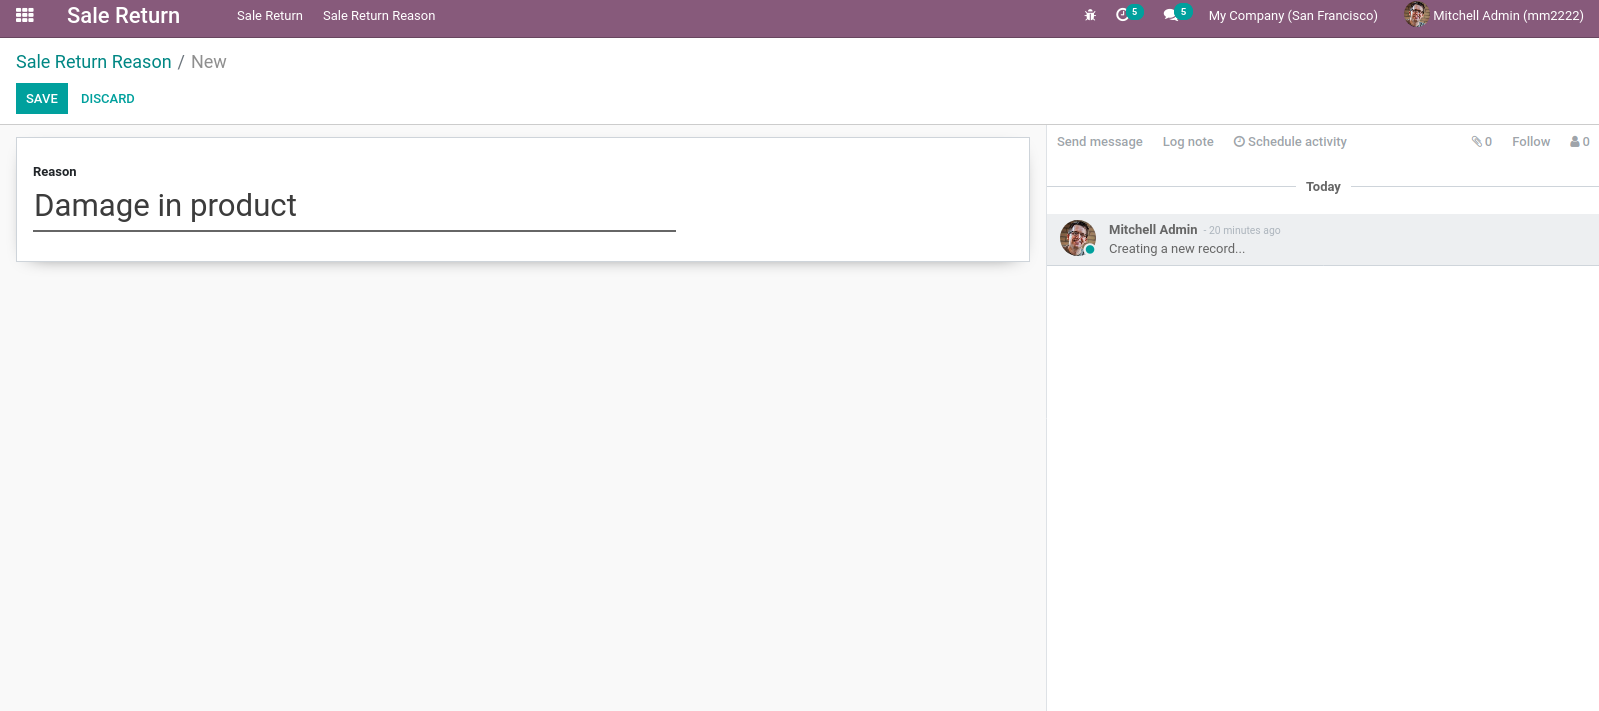 Sale Return Sale Return Sale Return Reason 5 5 My Company (San Francisco) Mitchell Admin (mm2222)
Sale Return Reason / New
SAVE DISCARD
Send message Log note Schedule activity 0 Follow 0
Reason
Damage in product
Today
Mitchell Admin - 20 minutes ago
Creating a new record...